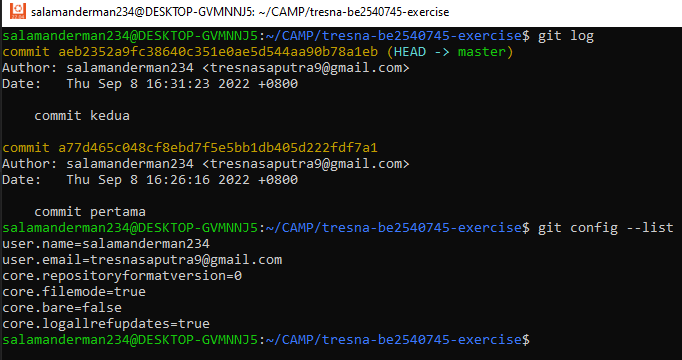 salamanderman234@DESKTOP-GVMNNJ5: ~/CAMP/tresna-be2540745-exercise
salamanderman234@DESKTOP-GVMNNJ5:~/CAMP/tresna-be2540745-exercise$ git log
commit aeb2352a9fc38640c351e0ae5d544aa90b78a1eb (HEAD -> master)
Author: salamanderman234 <tresnasaputra9@gmail.com>
Date:   Thu Sep 8 16:31:23 2022 +0800
    commit kedua
commit a77d465c048cf8ebd7f5e5bb1db405d222fdf7a1
Author: salamanderman234 <tresnasaputra9@gmail.com>
Date:   Thu Sep 8 16:26:16 2022 +0800
    commit pertama
salamanderman234@DESKTOP-GVMNNJ5:~/CAMP/tresna-be2540745-exercise$ git config --list
user.name=salamanderman234
user.email=tresnasaputra9@gmail.com
core.repositoryformatversion=0
core.filemode=true
core.bare=false
core.logallrefupdates=true
salamanderman234@DESKTOP-GVMNNJ5:~/CAMP/tresna-be2540745-exercise$